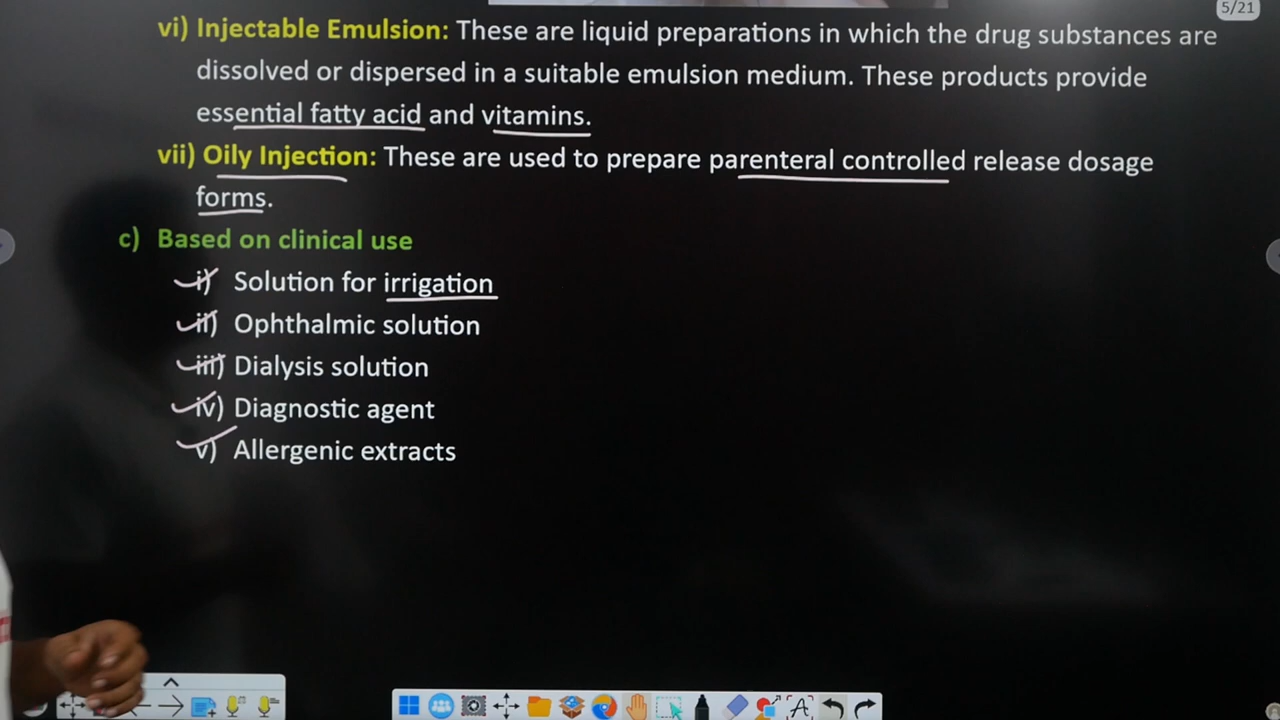 5/21
vi) Injectable Emulsion: These are liquid preparations in which the drug substances are
dissolved or dispersed in a suitable emulsion medium. These products provide
essential fatty acid and vitamins.
vii) Oily Injection: These are used to prepare parenteral controlled release dosage
forms.
c) Based on clinical use
i) Solution for irrigation
ii) Ophthalmic solution
iii) Dialysis solution
iv) Diagnostic agent
v) Allergenic extracts